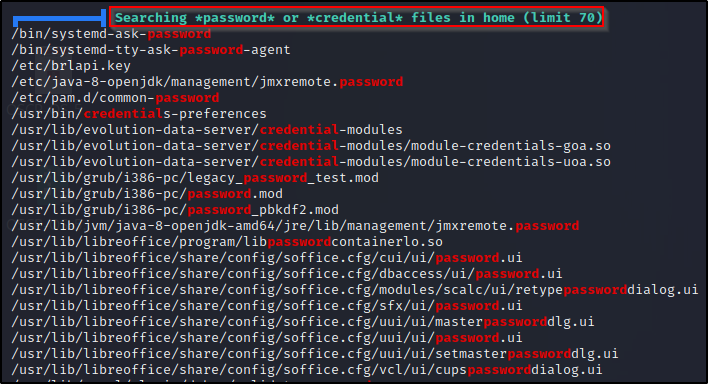 Searching *password* or *credential* files in home (limit 70)
/bin/systemd-ask-password
/bin/systemd-tty-ask-password-agent
/etc/brlapi.key
/etc/java-8-openjdk/management/jmxremote.password
/etc/pam.d/common-password
/usr/bin/credentials-preferences
/usr/lib/evolution-data-server/credential-modules
/usr/lib/evolution-data-server/credential-modules/module-credentials-goa.so
/usr/lib/evolution-data-server/credential-modules/module-credentials-uoa.so
/usr/lib/grub/i386-pc/legacy_password_test.mod
/usr/lib/grub/i386-pc/password.mod
/usr/lib/grub/i386-pc/password_pbkdf2.mod
/usr/lib/jvm/java-8-openjdk-amd64/jre/lib/management/jmxremote.password
/usr/lib/libreoffice/program/libpasswordcontainerlo.so
/usr/lib/libreoffice/share/config/soffice.cfg/cui/ui/password.ui
/usr/lib/libreoffice/share/config/soffice.cfg/dbaccess/ui/password.ui
/usr/lib/libreoffice/share/config/soffice.cfg/modules/scalc/ui/retypepassworddialog.ui
/usr/lib/libreoffice/share/config/soffice.cfg/sfx/ui/password.ui
/usr/lib/libreoffice/share/config/soffice.cfg/uui/ui/masterpassworddlg.ui
/usr/lib/libreoffice/share/config/soffice.cfg/uui/ui/password.ui
/usr/lib/libreoffice/share/config/soffice.cfg/uui/ui/setmasterpassworddlg.ui
/usr/lib/libreoffice/share/config/soffice.cfg/vcl/ui/cupspassworddialog.ui